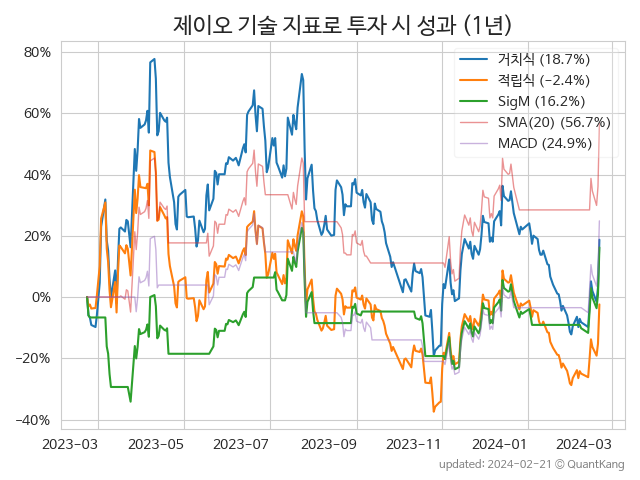 제이오 기술 지표로 투자 시 성과 (1년)
80%
60%
40%
20%
0%
−20%
−40%
거치식 (18.7%)
적립식 (−2.4%)
SigM (16.2%)
SMA(20) (56.7%)
MACD (24.9%)
2023-03 2023-05 2023-07 2023-09 2023-11 2024-01 2024-03
updated: 2024-02-21 © QuantKang